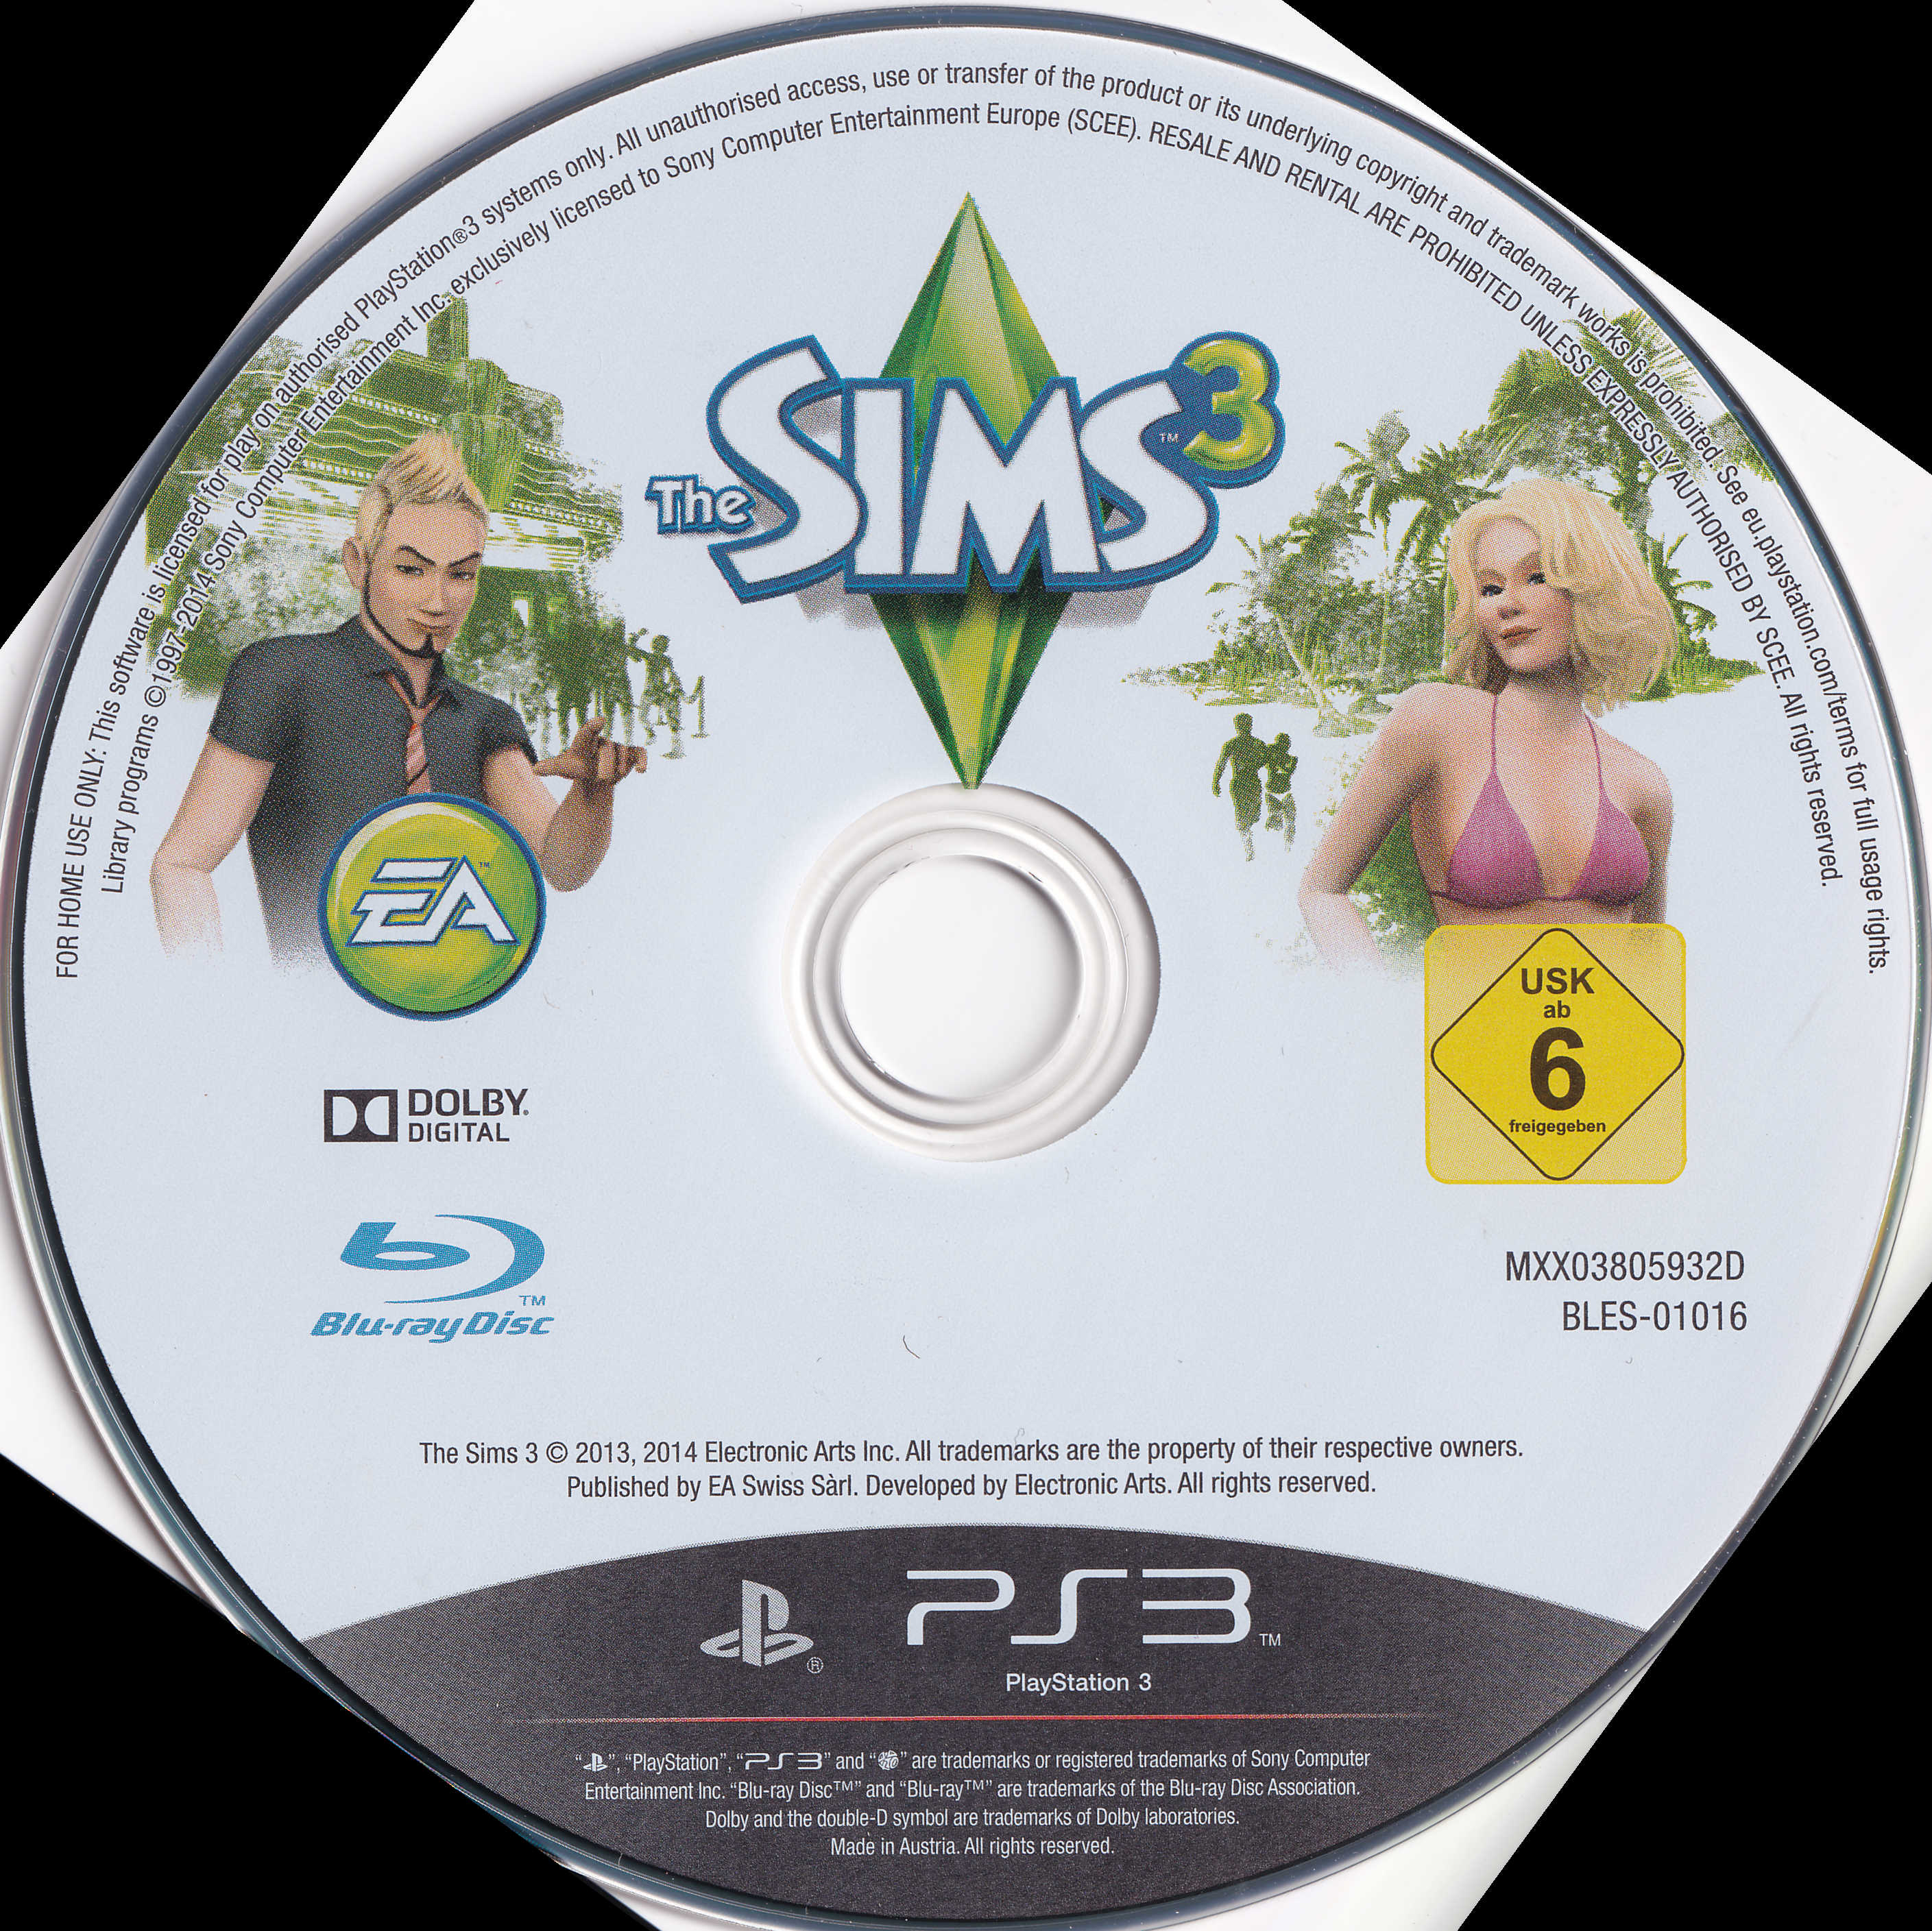 FOR HOME USE ONLY: This software is licensed for play on authorised PlayStation®3 systems only. All unauthorised access, use or transfer of the product or its underlying copyright and trademark works is prohibited. See eu.playstation.com/terms for full usage rights.
Library programs ©1997-2014 Sony Computer Entertainment Inc. exclusively licensed to Sony Computer Entertainment Europe (SCEE). RESALE AND RENTAL ARE PROHIBITED UNLESS EXPRESSLY AUTHORISED BY SCEE. All rights reserved.
The SIMS™ 3
EA™
USK
ab
6
freigegeben
DOLBY®
DIGITAL
Blu-ray Disc™
MXX03805932D
BLES-01016
The Sims 3 © 2013, 2014 Electronic Arts Inc. All trademarks are the property of their respective owners.
Published by EA Swiss Sàrl. Developed by Electronic Arts. All rights reserved.
® PS3™
PlayStation 3
“ ”, “PlayStation”, “PS3” and “ ” are trademarks or registered trademarks of Sony Computer
Entertainment Inc. “Blu-ray Disc™” and “Blu-ray™” are trademarks of the Blu-ray Disc Association.
Dolby and the double-D symbol are trademarks of Dolby laboratories.
Made in Austria. All rights reserved.